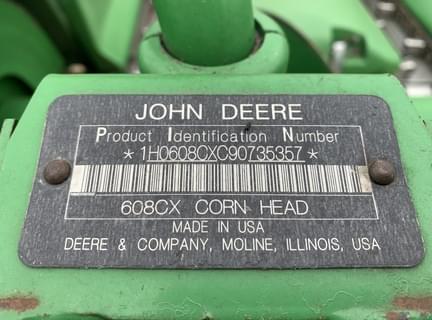 JOHN DEERE
Product Identification Number
*1H0608CXC90735357*
608CX CORN HEAD
MADE IN USA
DEERE & COMPANY, MOLINE, ILLINOIS, USA